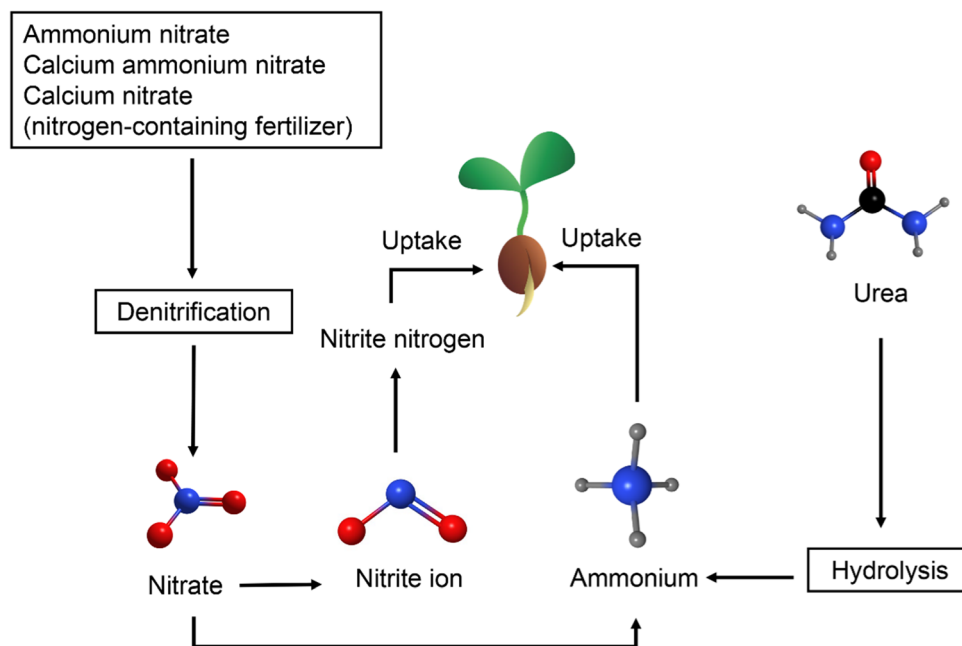 Ammonium nitrate
Calcium ammonium nitrate
Calcium nitrate
(nitrogen-containing fertilizer)
Uptake
Uptake
Denitrification
Nitrite nitrogen
Urea
Nitrate
Nitrite ion
Ammonium
Hydrolysis